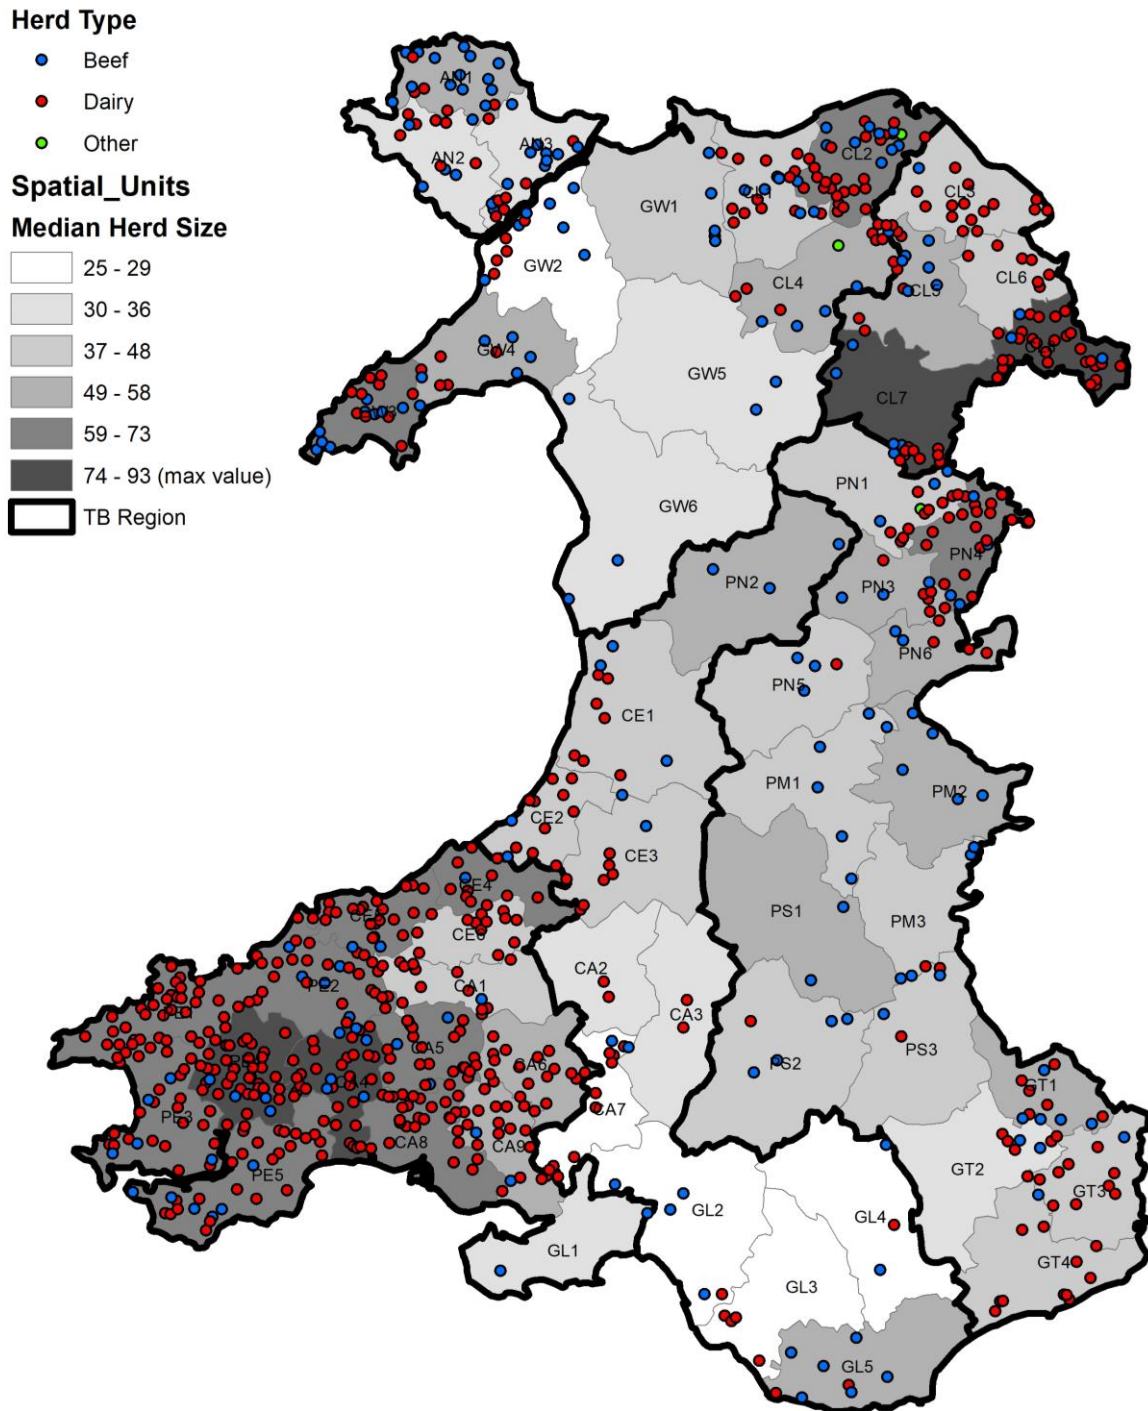 Herd Type
Beef
Dairy
Other
Spatial_Units
Median Herd Size
25 - 29
30 - 36
37 - 48
49 - 58
59 - 73
74 - 93 (max value)
TB Region
AN1
AN2
AN3
CL2
CL3
GW1
GW2
CL4
CL5
CL6
GW4
GW5
CL7
PN1
GW6
PN4
PN2
PN3
PN6
PN5
CE1
PM1
PM2
CE2
CE3
CE4
PS1
PM3
CA2
PE2
CA1
CA3
PS3
CA5
PS2
CA6
GT1
CA4
CA7
PE3
CA8
CA9
GT2
PE5
GT3
GL2
GL4
GL1
GT4
GL3
GL5